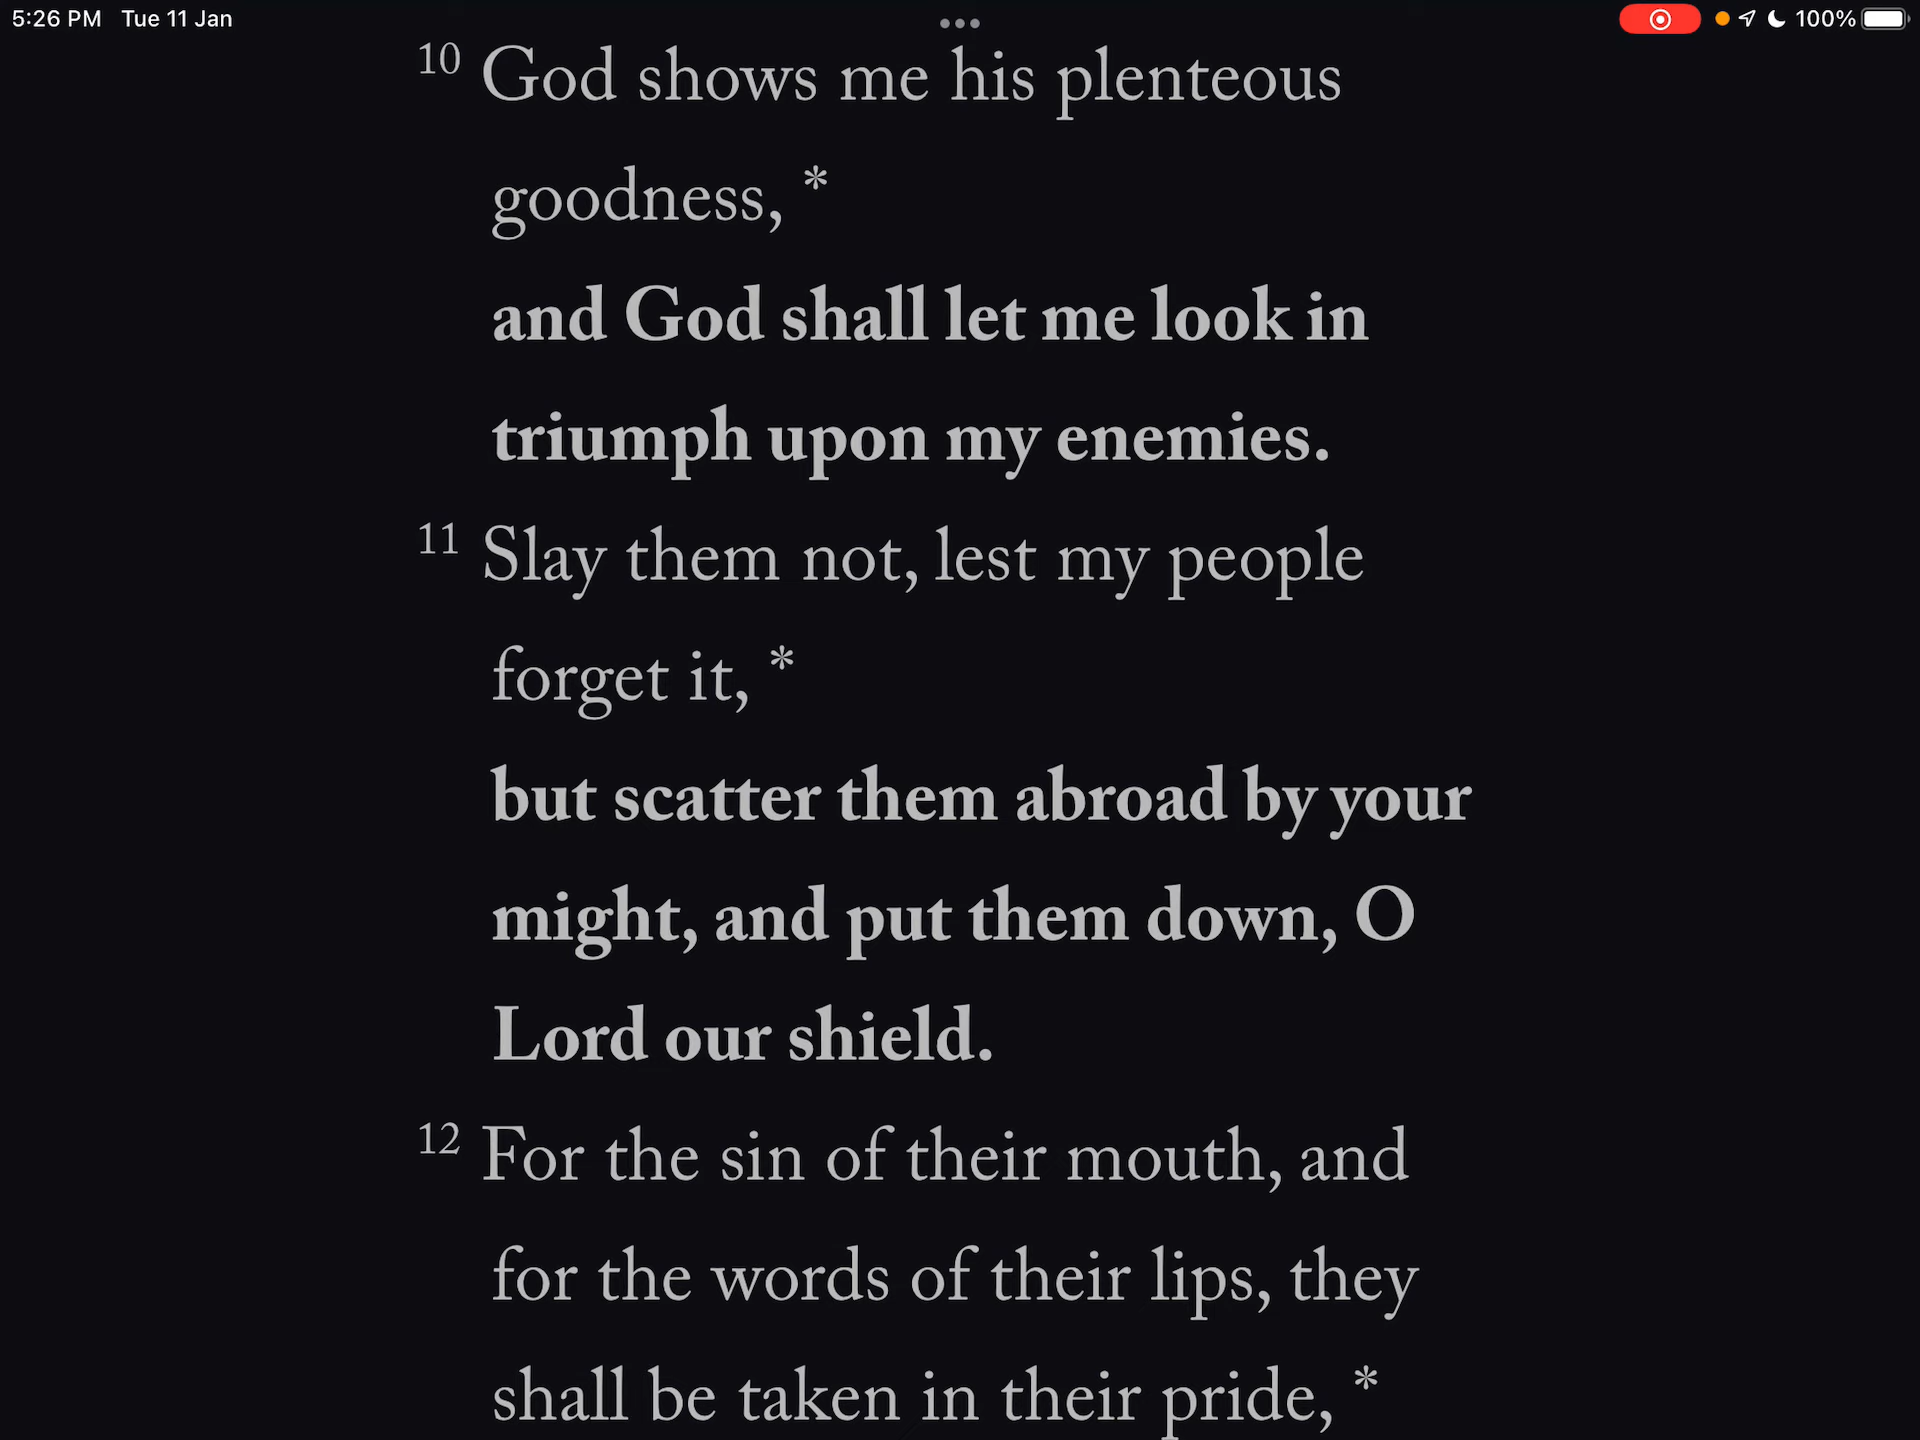 5:26 PM Tue 11 Jan
100%
10 God shows me his plenteous
goodness, *
and God shall let me look in
triumph upon my enemies.
11 Slay them not, lest my people
forget it, *
but scatter them abroad by your
might, and put them down, O
Lord our shield.
12 For the sin of their mouth, and
for the words of their lips, they
shall be taken in their pride, *